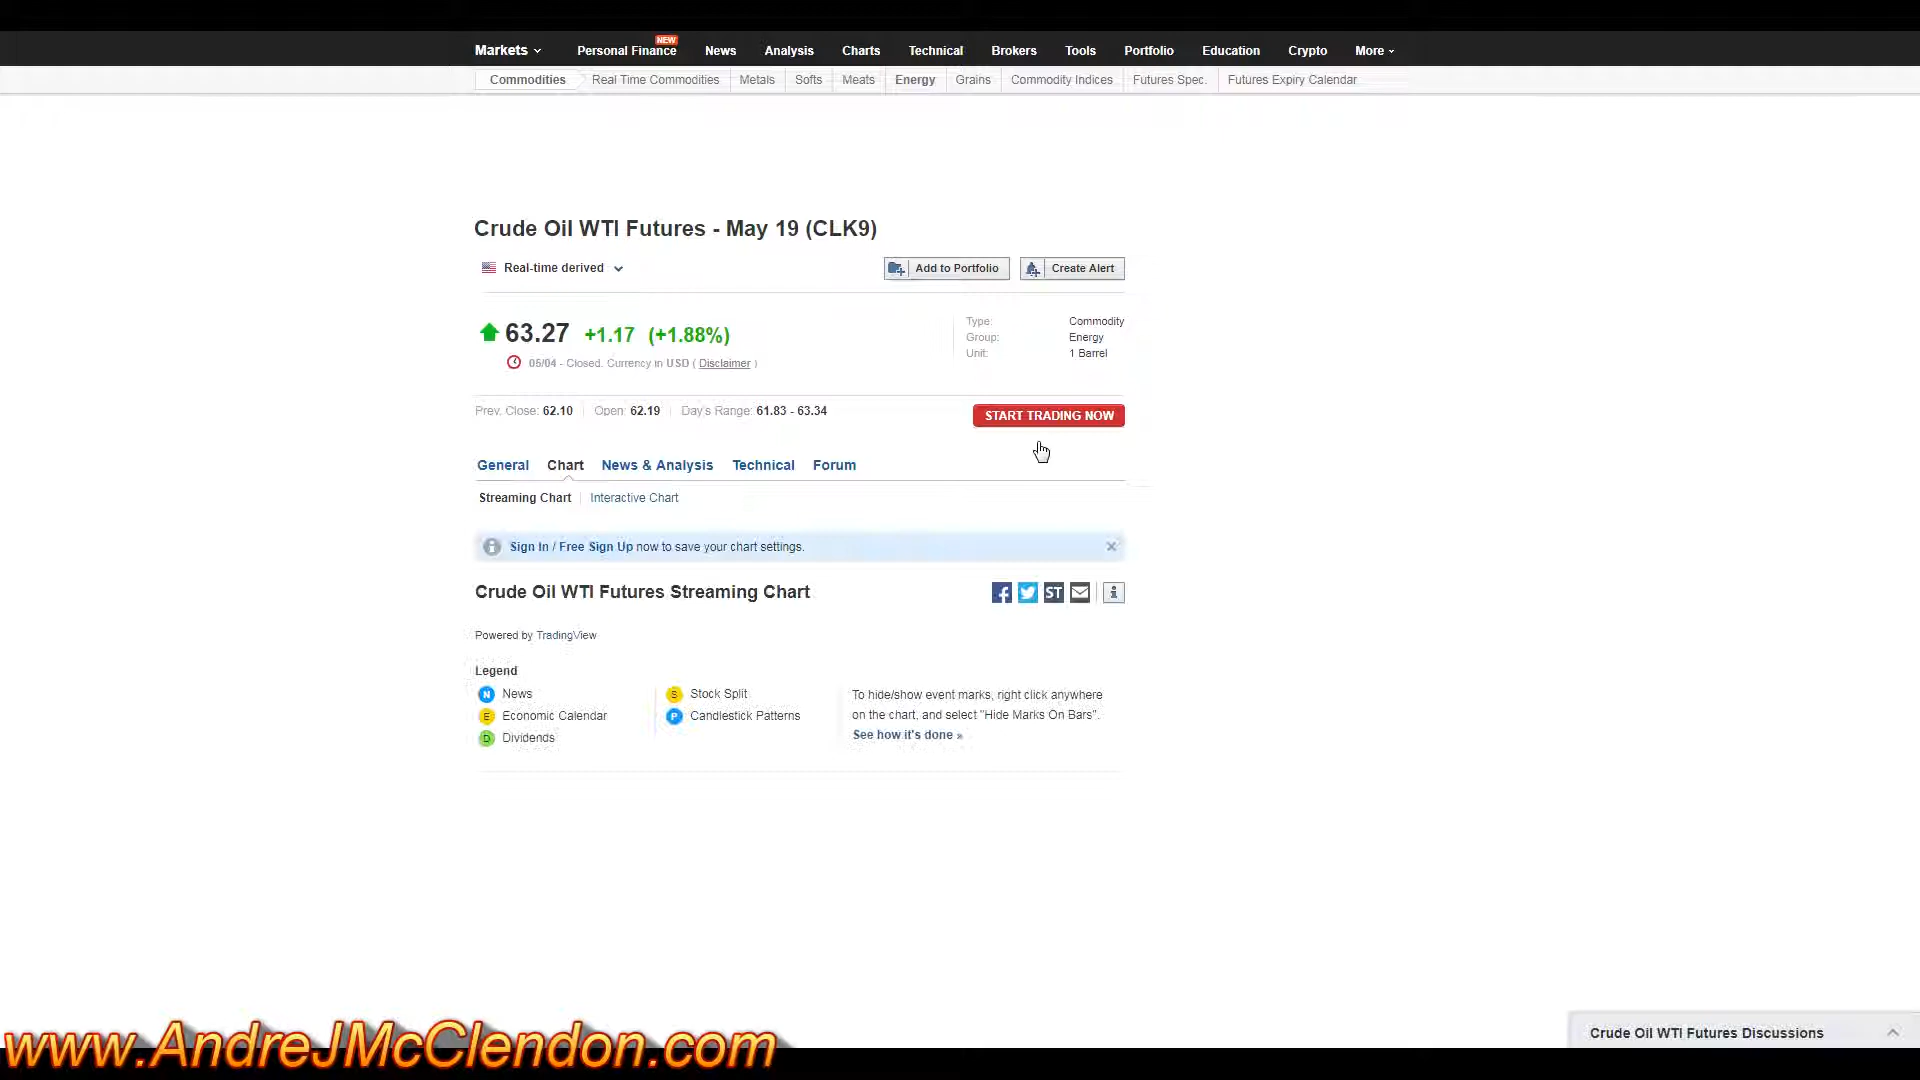 Markets
Personal Finance
NEW
News
Analysis
Charts
Technical
Brokers
Tools
Portfolio
Education
Crypto
More
Commodities
Real Time Commodities
Metals
Softs
Meats
Energy
Grains
Commodity Indices
Futures Spec.
Futures Expiry Calendar
Crude Oil WTI Futures - May 19 (CLK9)
Real-time derived
Add to Portfolio
Create Alert
63.27 +1.17 (+1.88%)
05/04 - Closed. Currency in USD ( Disclaimer )
Type: Commodity
Group: Energy
Unit: 1 Barrel
Prev. Close: 62.10
Open: 62.19
Day's Range: 61.83 - 63.34
START TRADING NOW
General
Chart
News & Analysis
Technical
Forum
Streaming Chart
Interactive Chart
Sign In / Free Sign Up now to save your chart settings.
Crude Oil WTI Futures Streaming Chart
ST
Powered by TradingView
Legend
N News
E Economic Calendar
D Dividends
S Stock Split
P Candlestick Patterns
To hide/show event marks, right click anywhere
on the chart, and select "Hide Marks On Bars".
See how it's done »
Crude Oil WTI Futures Discussions
www.AndreJMcClendon.com